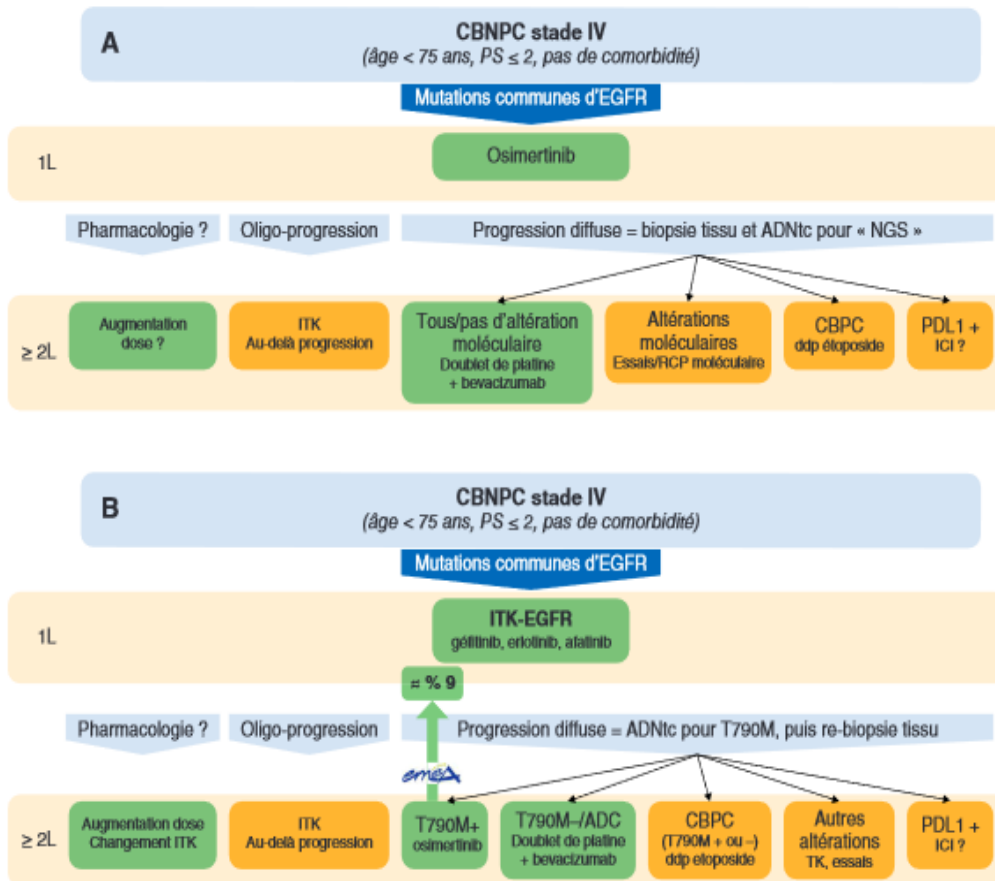 A
CBNPC stade IV
(âge < 75 ans, PS ≤ 2, pas de comorbidité)
Mutations communes d'EGFR
1L
Osimertinib
Pharmacologie ?
Oligo-progression
Progression diffuse = biopsie tissu et ADNtc pour « NGS »
≥ 2L
Augmentation
dose ?
ITK
Au-delà progression
Tous/pas d'altération
moléculaire
Doublet de platine
+ bevacizumab
Altérations
moléculaires
Essais/RCP moléculaire
CBPC
ddp étoposide
PDL1 +
ICI ?
B
CBNPC stade IV
(âge < 75 ans, PS ≤ 2, pas de comorbidité)
Mutations communes d'EGFR
1L
ITK-EGFR
géfitinib, erlotinib, afatinib
≈ % 9
Pharmacologie ?
Oligo-progression
Progression diffuse = ADNtc pour T790M, puis re-biopsie tissu
emeA
≥ 2L
Augmentation dose
Changement ITK
ITK
Au-delà progression
T790M+
osimertinib
T790M–/ADC
Doublet de platine
+ bevacizumab
CBPC
(T790M + ou –)
ddp etoposide
Autres
altérations
TK, essais
PDL1 +
ICI ?